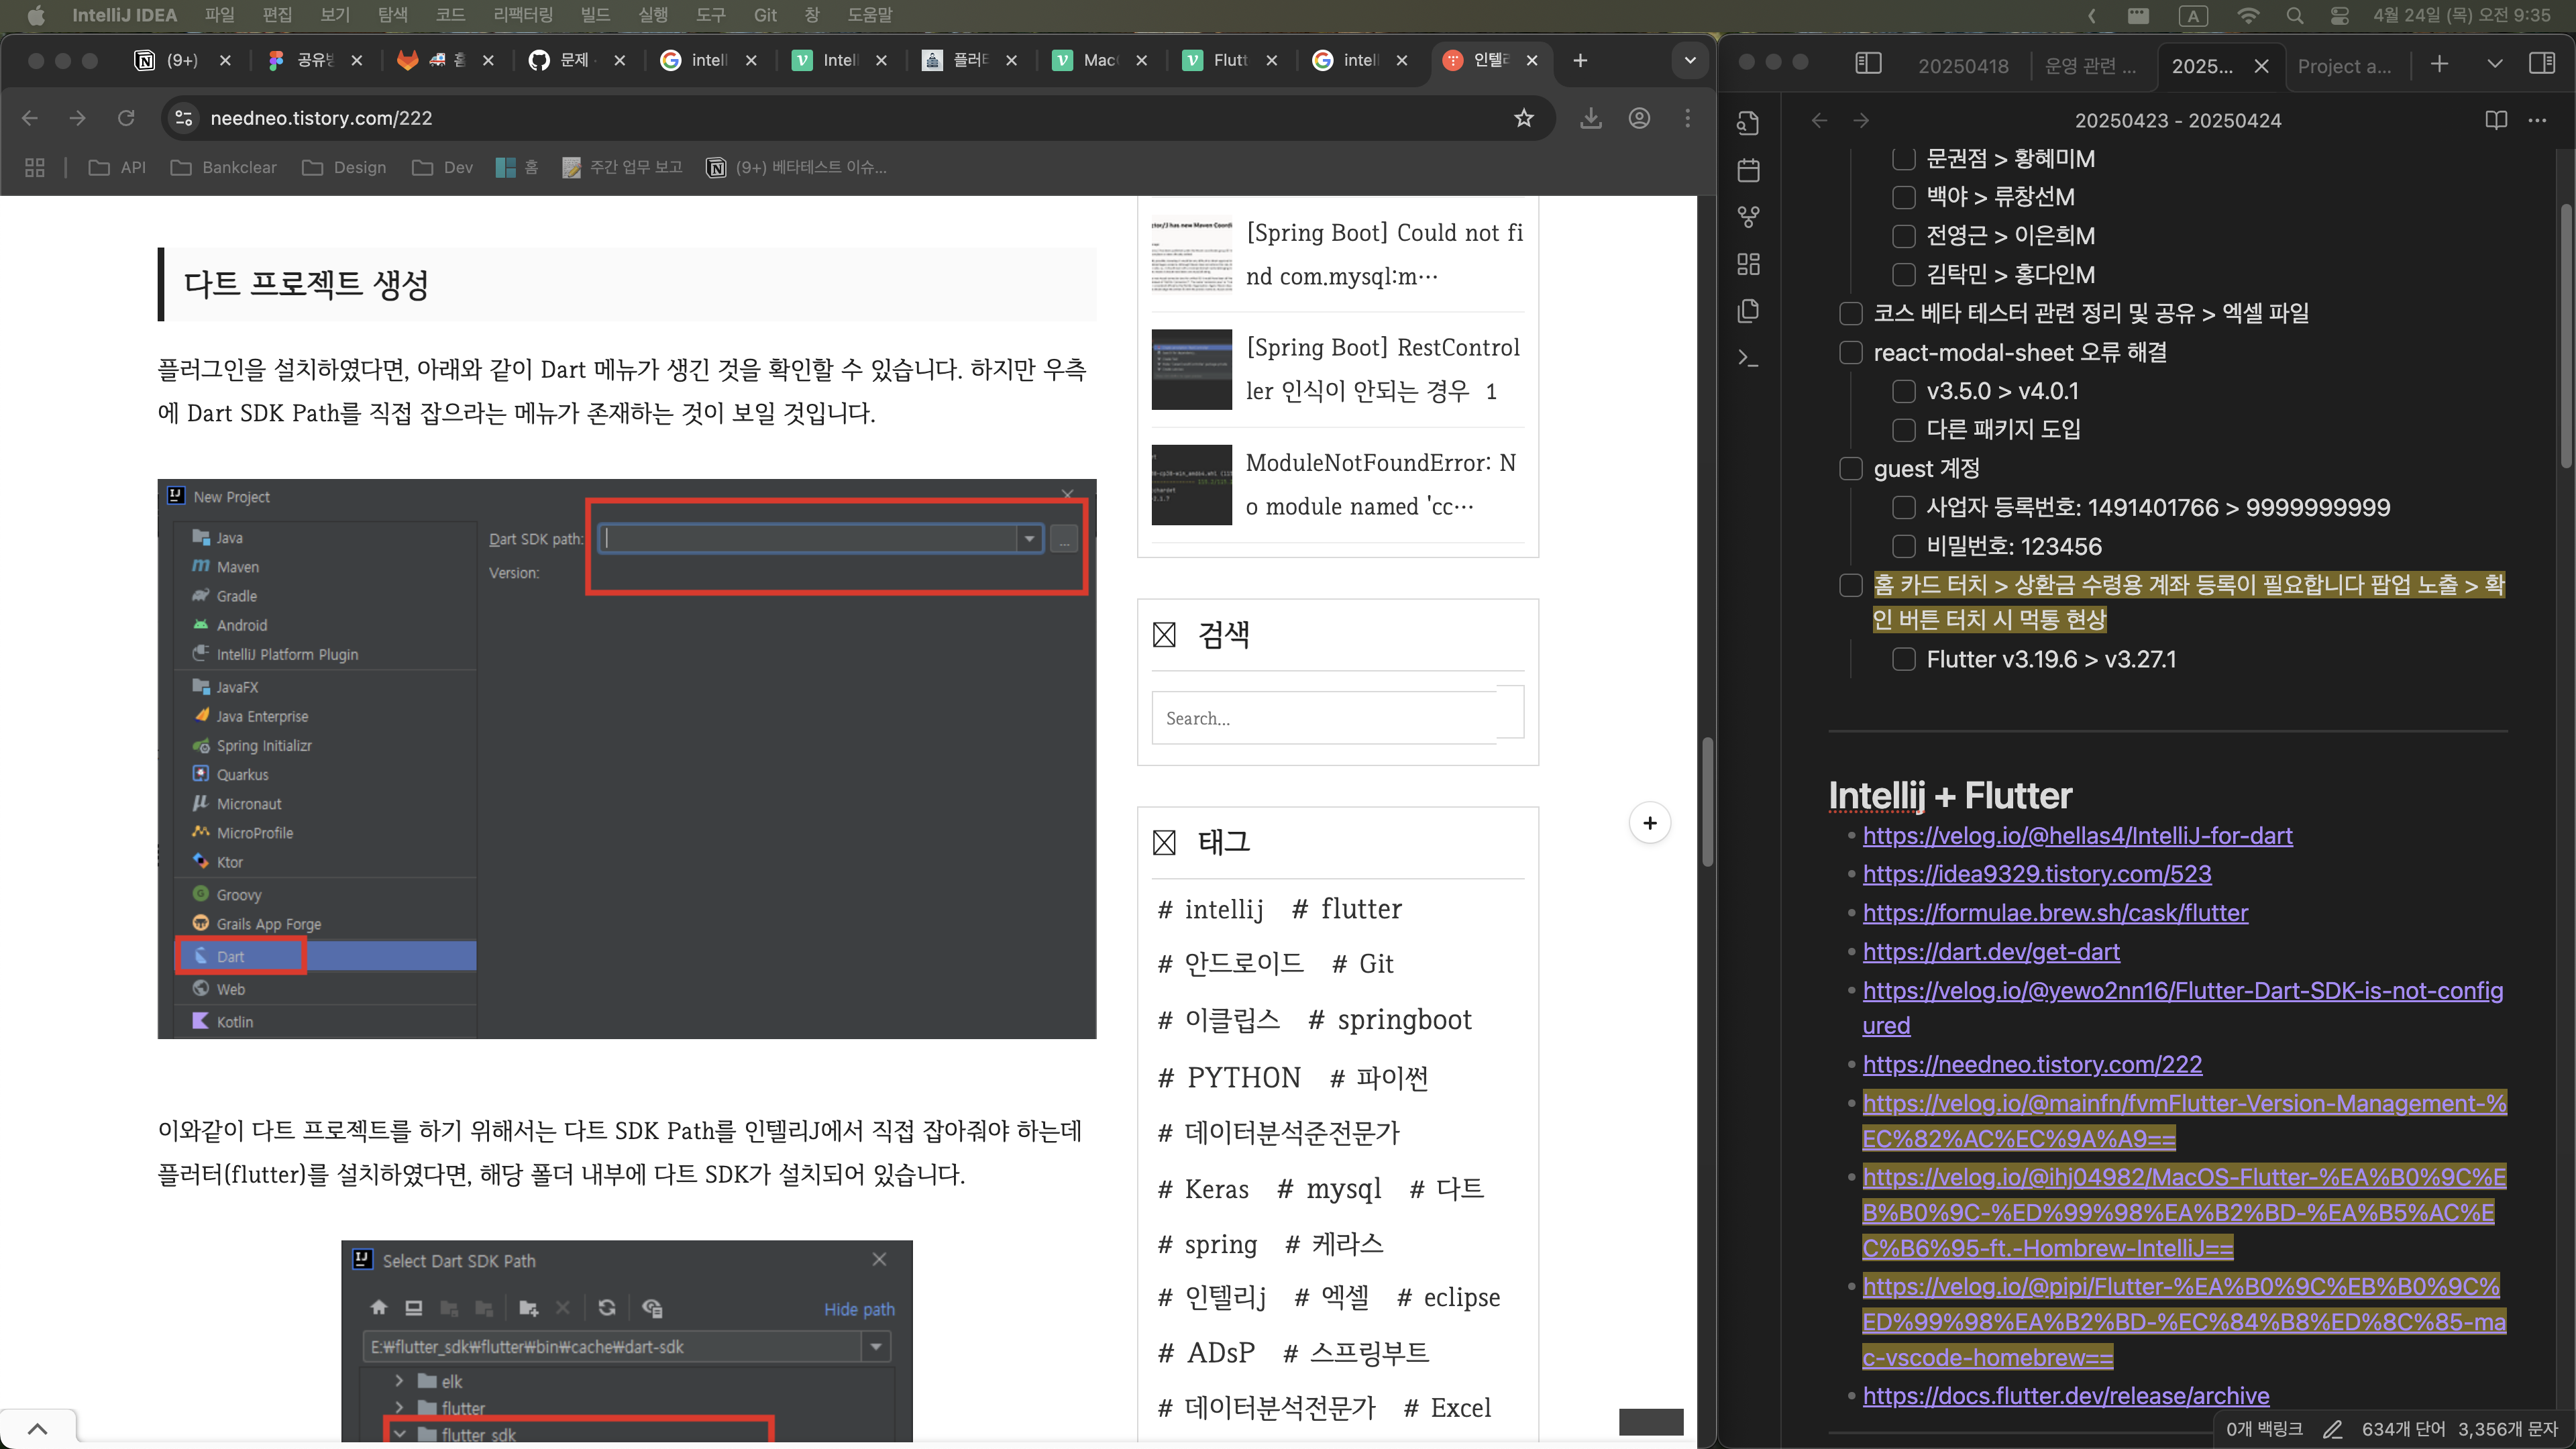 IntelliJ IDEA 파일 편집 보기 탐색 코드 리팩터링 빌드 실행 도구 Git 창 도움말
A 4월 24일 (목) 오전 9:35
(9+) 문제 intell Intell Mac Flutt intell
needneo.tistory.com/222
API Bankclear Design Dev 홈 주간 업무 보고 (9+) 베타테스트 이슈...
다트 프로젝트 생성
플러그인을 설치하였다면, 아래와 같이 Dart 메뉴가 생긴 것을 확인할 수 있습니다. 하지만 우측
에 Dart SDK Path를 직접 잡으라는 메뉴가 존재하는 것이 보일 것입니다.
New Project
Java
Maven
Gradle
Android
IntelliJ Platform Plugin
JavaFX
Java Enterprise
Spring Initializr
Quarkus
Micronaut
MicroProfile
Ktor
Groovy
Grails App Forge
Dart
Web
Kotlin
Dart SDK path:
...
Version:
이와같이 다트 프로젝트를 하기 위해서는 다트 SDK Path를 인텔리J에서 직접 잡아줘야 하는데
플러터(flutter)를 설치하였다면, 해당 폴더 내부에 다트 SDK가 설치되어 있습니다.
Select Dart SDK Path
Hide path
E:₩flutter_sdk₩flutter₩bin₩cache₩dart-sdk
elk
flutter
flutter_sdk
[Spring Boot] Could not fi
nd com.mysql:m…
[Spring Boot] RestControl
ler 인식이 안되는 경우 1
ModuleNotFoundError: N
o module named 'cc…
검색
Search...
태그
# intellij # flutter
# 안드로이드 # Git
# 이클립스 # springboot
# PYTHON # 파이썬
# 데이터분석준전문가
# Keras # mysql # 다트
# spring # 케라스
# 인텔리j # 엑셀 # eclipse
# ADsP # 스프링부트
# 데이터분석전문가 # Excel
20250418 운영 관련 ... 2025... Project a...
20250423 - 20250424
문권점 > 황혜미M
백야 > 류창선M
전영근 > 이은희M
김탁민 > 홍다인M
코스 베타 테스터 관련 정리 및 공유 > 엑셀 파일
react-modal-sheet 오류 해결
v3.5.0 > v4.0.1
다른 패키지 도입
guest 계정
사업자 등록번호: 1491401766 > 9999999999
비밀번호: 123456
홈 카드 터치 > 상환금 수령용 계좌 등록이 필요합니다 팝업 노출 > 확
인 버튼 터치 시 먹통 현상
Flutter v3.19.6 > v3.27.1
Intellij + Flutter
https://velog.io/@hellas4/IntelliJ-for-dart
https://idea9329.tistory.com/523
https://formulae.brew.sh/cask/flutter
https://dart.dev/get-dart
https://velog.io/@yewo2nn16/Flutter-Dart-SDK-is-not-config
ured
https://needneo.tistory.com/222
https://velog.io/@mainfn/fvmFlutter-Version-Management-%
EC%82%AC%EC%9A%A9==
https://velog.io/@ihj04982/MacOS-Flutter-%EA%B0%9C%E
B%B0%9C-%ED%99%98%EA%B2%BD-%EA%B5%AC%E
C%B6%95-ft.-Hombrew-IntelliJ==
https://velog.io/@pipi/Flutter-%EA%B0%9C%EB%B0%9C%
ED%99%98%EA%B2%BD-%EC%84%B8%ED%8C%85-ma
c-vscode-homebrew==
https://docs.flutter.dev/release/archive
0개 백링크 634개 단어 3,356개 문자